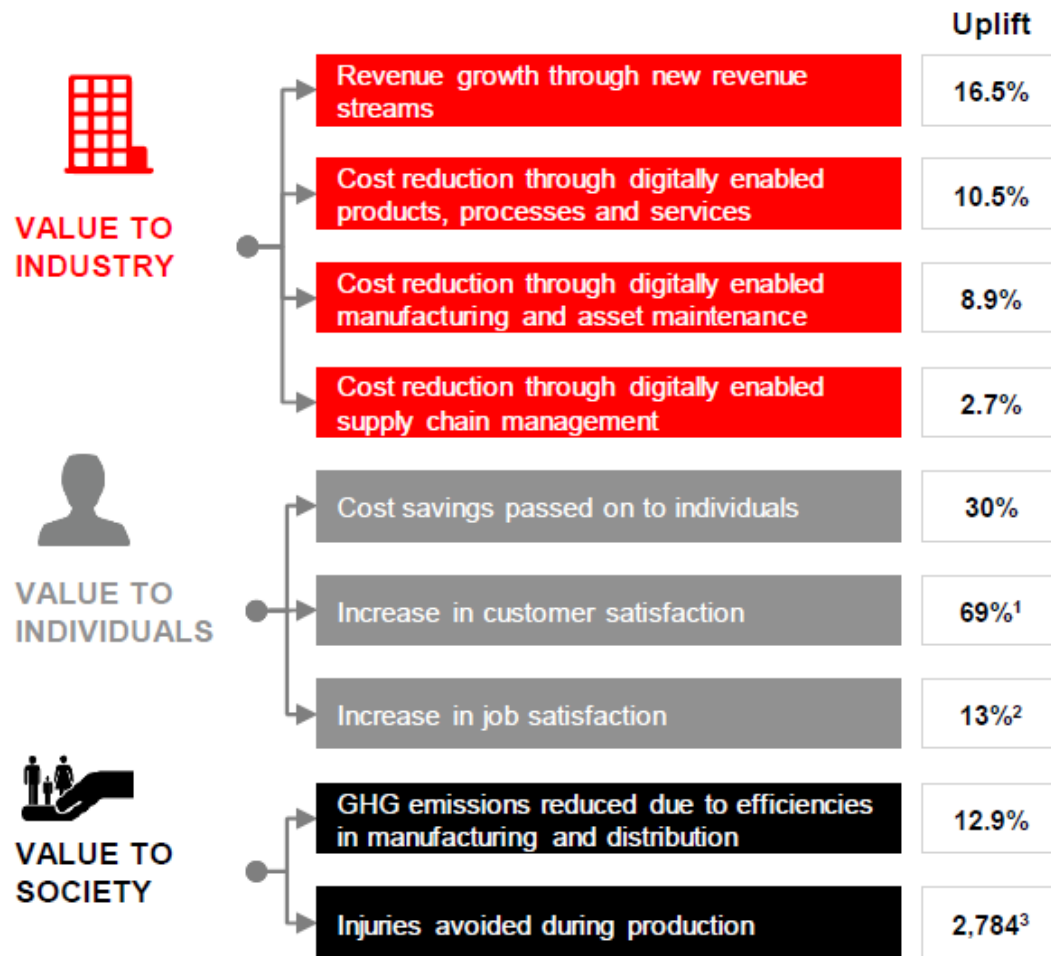 Uplift
Revenue growth through new revenue
streams
16.5%
Cost reduction through digitally enabled
products, processes and services
10.5%
VALUE TO
INDUSTRY
Cost reduction through digitally enabled
manufacturing and asset maintenance
8.9%
Cost reduction through digitally enabled
supply chain management
2.7%
Cost savings passed on to individuals
30%
VALUE TO
INDIVIDUALS
Increase in customer satisfaction
69%¹
Increase in job satisfaction
13%²
GHG emissions reduced due to efficiencies
in manufacturing and distribution
12.9%
VALUE TO
SOCIETY
Injuries avoided during production
2,784³